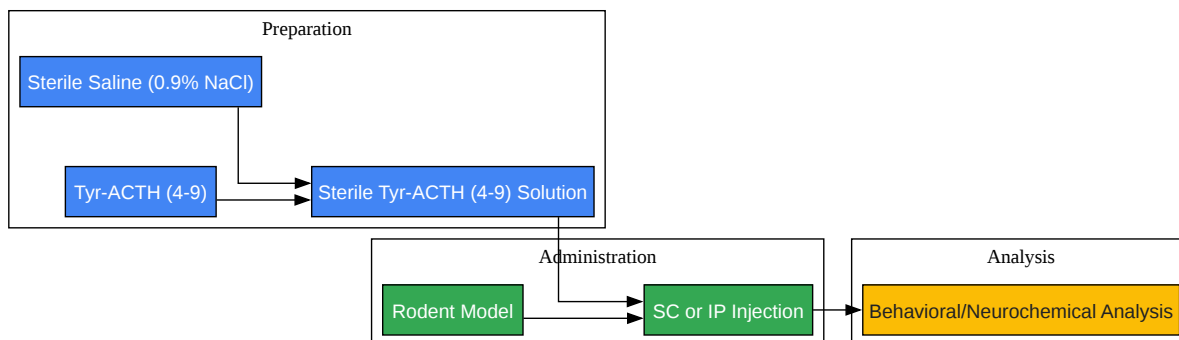 Preparation
Sterile Saline (0.9% NaCl)
Tyr-ACTH (4-9)
Sterile Tyr-ACTH (4-9) Solution
Administration
Rodent Model
SC or IP Injection
Analysis
Behavioral/Neurochemical Analysis